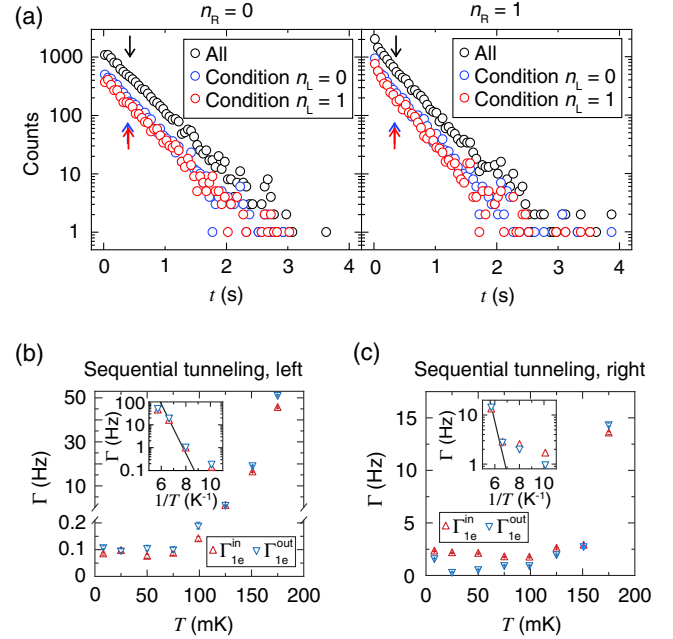 (a)
n_R = 0
n_R = 1
1000
100
10
1
Counts
All
Condition n_L = 0
Condition n_L = 1
All
Condition n_L = 0
Condition n_L = 1
0 1 2 3 4
0 1 2 3 4
t (s)
t (s)
(b)
Sequential tunneling, left
50
40
30
20
10
0.2
0.1
0.0
Γ (Hz)
100
10
1
0.1
Γ (Hz)
6 8 10
1/T (K⁻¹)
Γ_1e^in Γ_1e^out
0 50 100 150 200
T (mK)
(c)
Sequential tunneling, right
15
10
5
0
Γ (Hz)
10
1
Γ (Hz)
6 8 10
1/T (K⁻¹)
Γ_1e^in Γ_1e^out
0 50 100 150 200
T (mK)